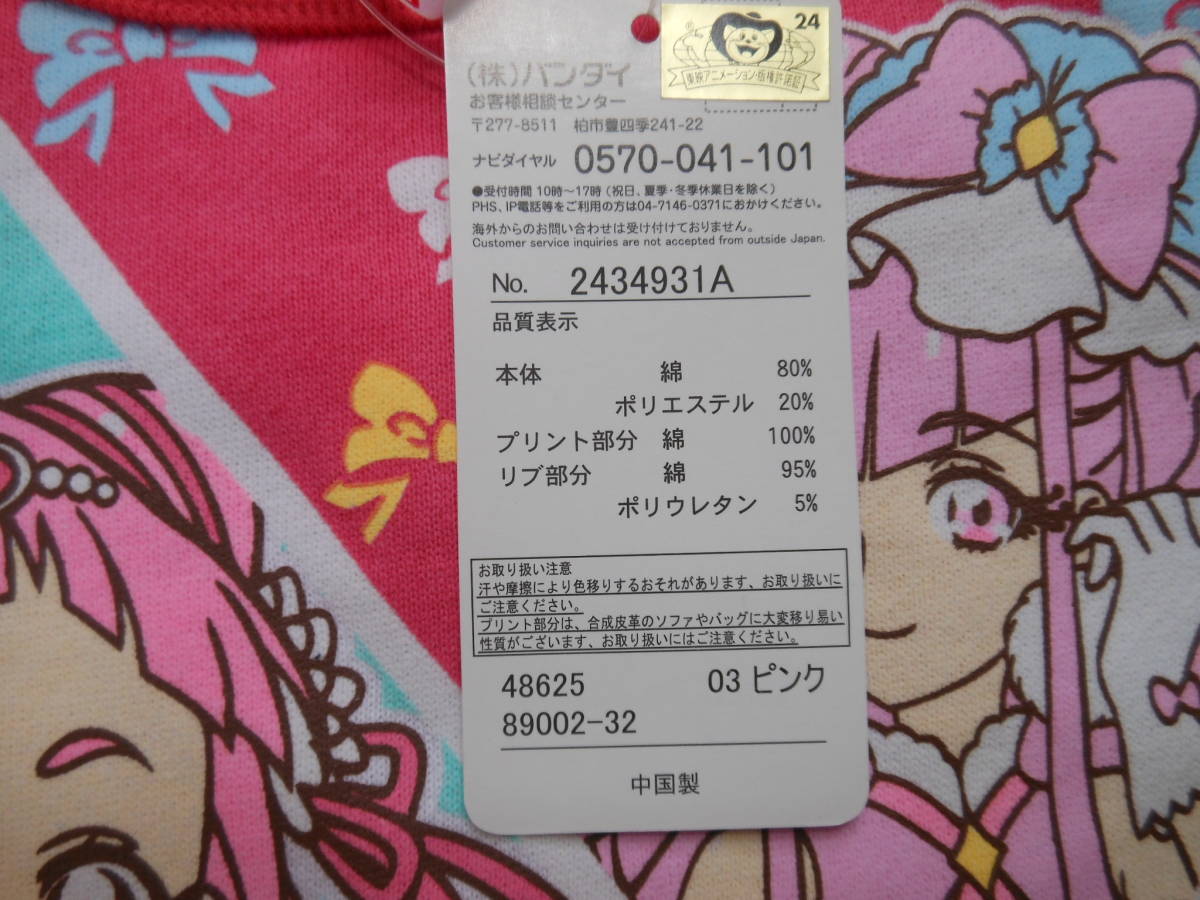 24
東映アニメーション・版権許諾証
(株)バンダイ
お客様相談センター
〒277-8511 柏市豊四季241-22
ナビダイヤル 0570-041-101
●受付時間 10時～17時（祝日、夏季・冬季休業日を除く）
PHS、IP電話等をご利用の方は04-7146-0371におかけください。
海外からのお問い合わせは受け付けておりません。
Customer service inquiries are not accepted from outside Japan.
No. 2434931A
品質表示
本体 綿 80%
ポリエステル 20%
プリント部分 綿 100%
リブ部分 綿 95%
ポリウレタン 5%
お取り扱い注意
汗や摩擦により色移りするおそれがあります、お取り扱いに
ご注意ください。
プリント部分は、合成皮革のソファやバッグに大変移り易い
性質がございます、お取り扱いにはご注意ください。
48625 03 ピンク
89002-32
中国製